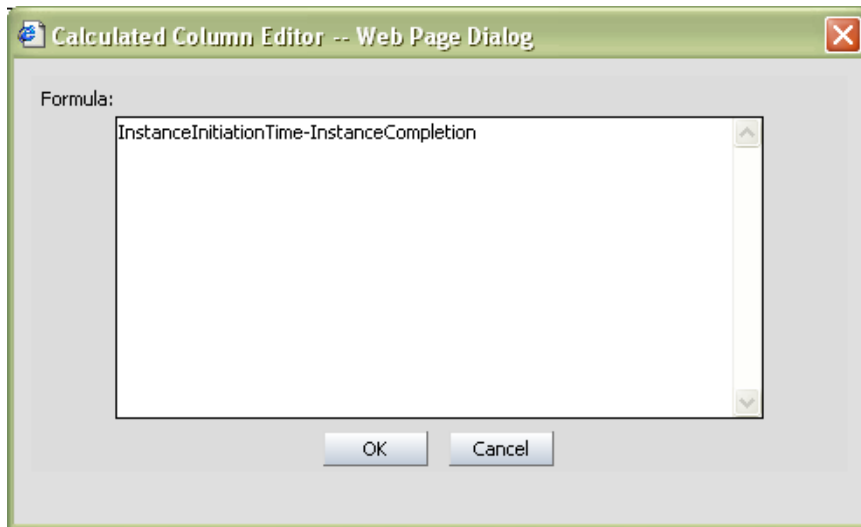 Calculated Column Editor -- Web Page Dialog
Formula:
InstanceInitiationTime-InstanceCompletion
OK Cancel